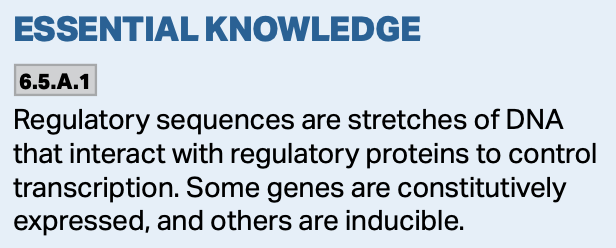 ESSENTIAL KNOWLEDGE
6.5.A.1
Regulatory sequences are stretches of DNA
that interact with regulatory proteins to control
transcription. Some genes are constitutively
expressed, and others are inducible.